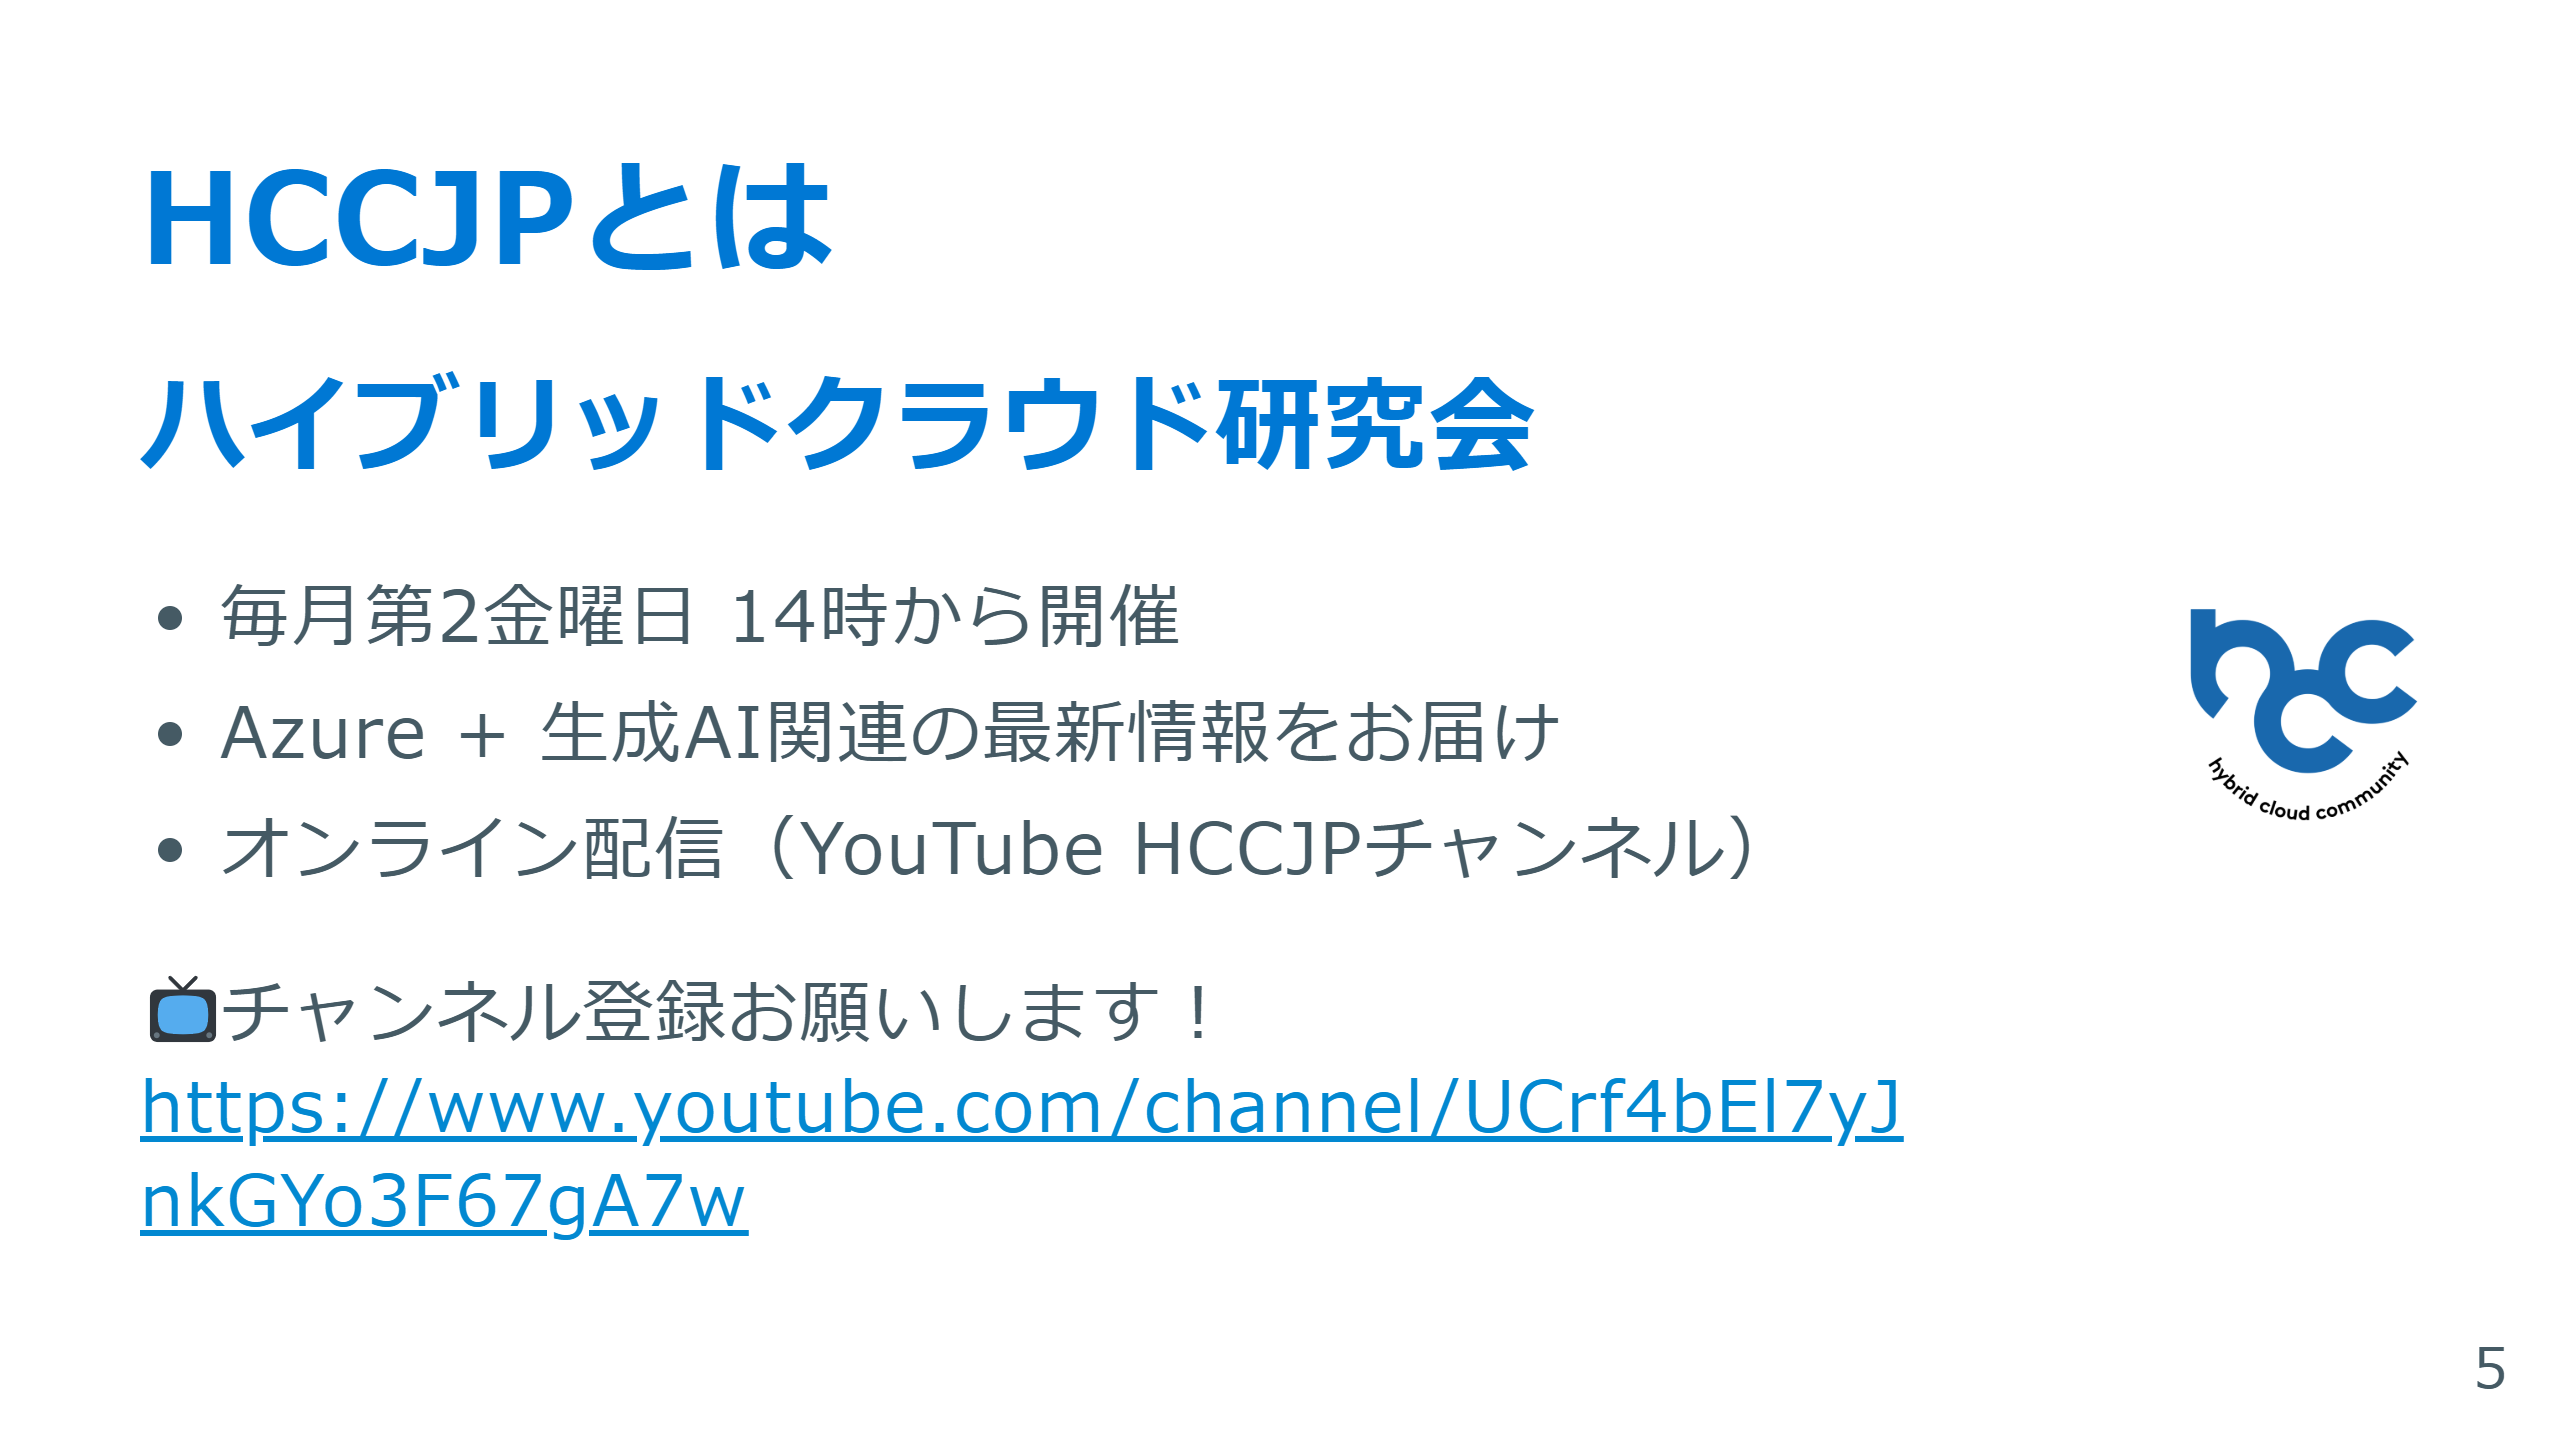 HCCJPとは
ハイブリッドクラウド研究会
• 毎月第2金曜日 14時から開催
• Azure + 生成AI関連の最新情報をお届け
• オンライン配信（YouTube HCCJPチャンネル）
hcc
hybrid cloud community
📺チャンネル登録お願いします！
https://www.youtube.com/channel/UCrf4bEl7yJ
nkGYo3F67gA7w
5